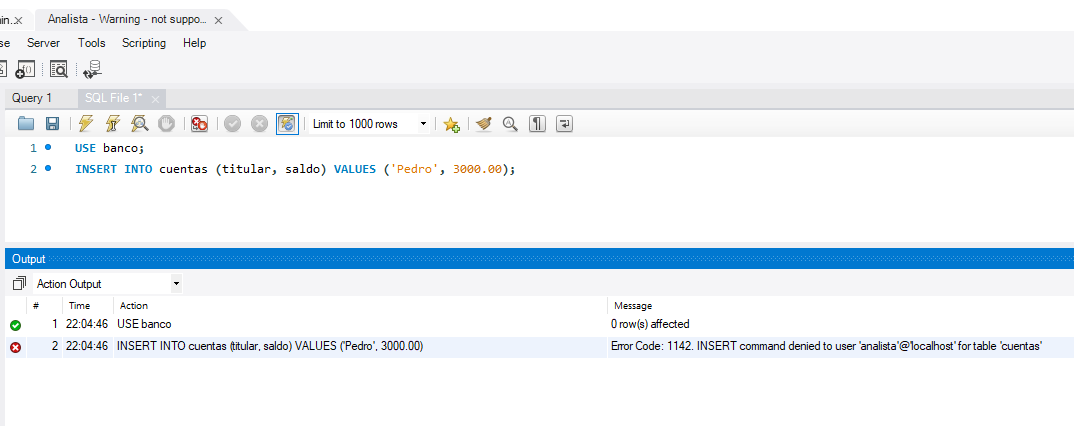 in...
Analista - Warning - not suppo...
se Server Tools Scripting Help
Query 1 SQL File 1*
Limit to 1000 rows
1 USE banco;
2 INSERT INTO cuentas (titular, saldo) VALUES ('Pedro', 3000.00);
Output
Action Output
# Time Action Message
1 22:04:46 USE banco 0 row(s) affected
2 22:04:46 INSERT INTO cuentas (titular, saldo) VALUES ('Pedro', 3000.00) Error Code: 1142. INSERT command denied to user 'analista'@'localhost' for table 'cuentas'